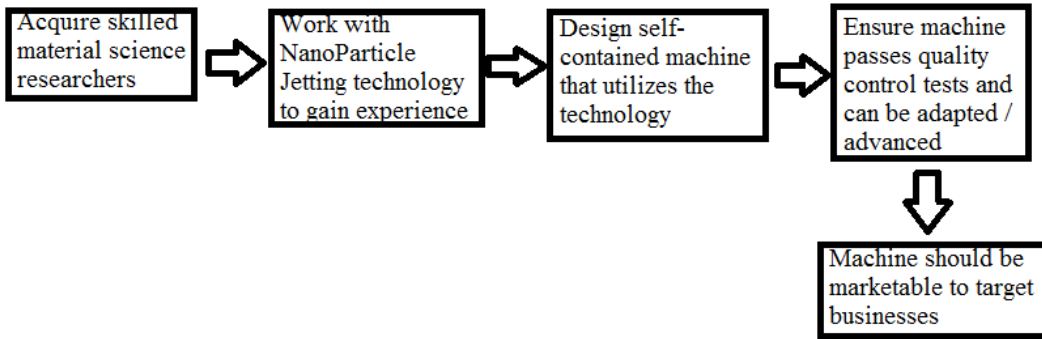 Acquire skilled
material science
researchers
Work with
NanoParticle
Jetting technology
to gain experience
Design self-
contained machine
that utilizes the
technology
Ensure machine
passes quality
control tests and
can be adapted /
advanced
Machine should be
marketable to target
businesses